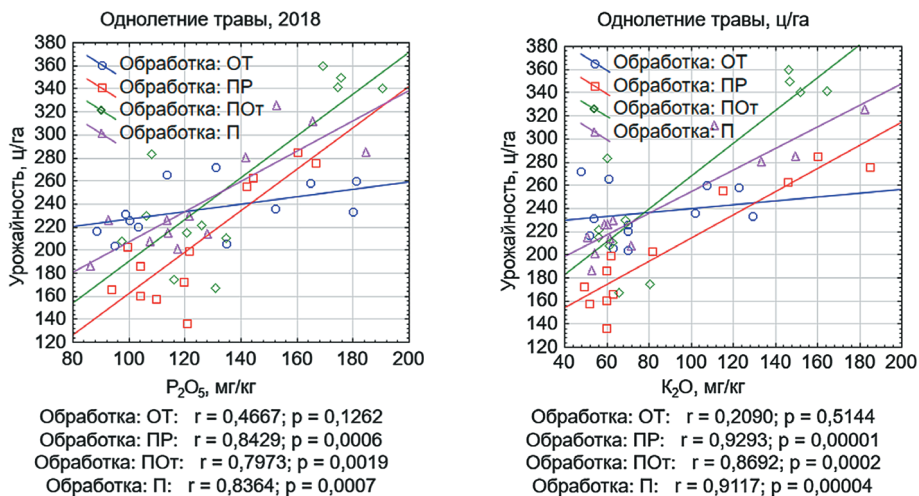 Однолетние травы, 2018
380
360
340
320
300
280
260
240
220
200
180
160
140
120
Урожайность, ц/га
Обработка: ОТ
Обработка: ПР
Обработка: ПОт
Обработка: П
80 100 120 140 160 180 200
P₂O₅, мг/кг
Обработка: ОТ: r = 0,4667; p = 0,1262
Обработка: ПР: r = 0,8429; p = 0,0006
Обработка: ПОт: r = 0,7973; p = 0,0019
Обработка: П: r = 0,8364; p = 0,0007
Однолетние травы, ц/га
380
360
340
320
300
280
260
240
220
200
180
160
140
120
Урожайность, ц/га
Обработка: ОТ
Обработка: ПР
Обработка: ПОт
Обработка: П
40 60 80 100 120 140 160 180 200
K₂O, мг/кг
Обработка: ОТ: r = 0,2090; p = 0,5144
Обработка: ПР: r = 0,9293; p = 0,00001
Обработка: ПОт: r = 0,8692; p = 0,0002
Обработка: П: r = 0,9117; p = 0,00004